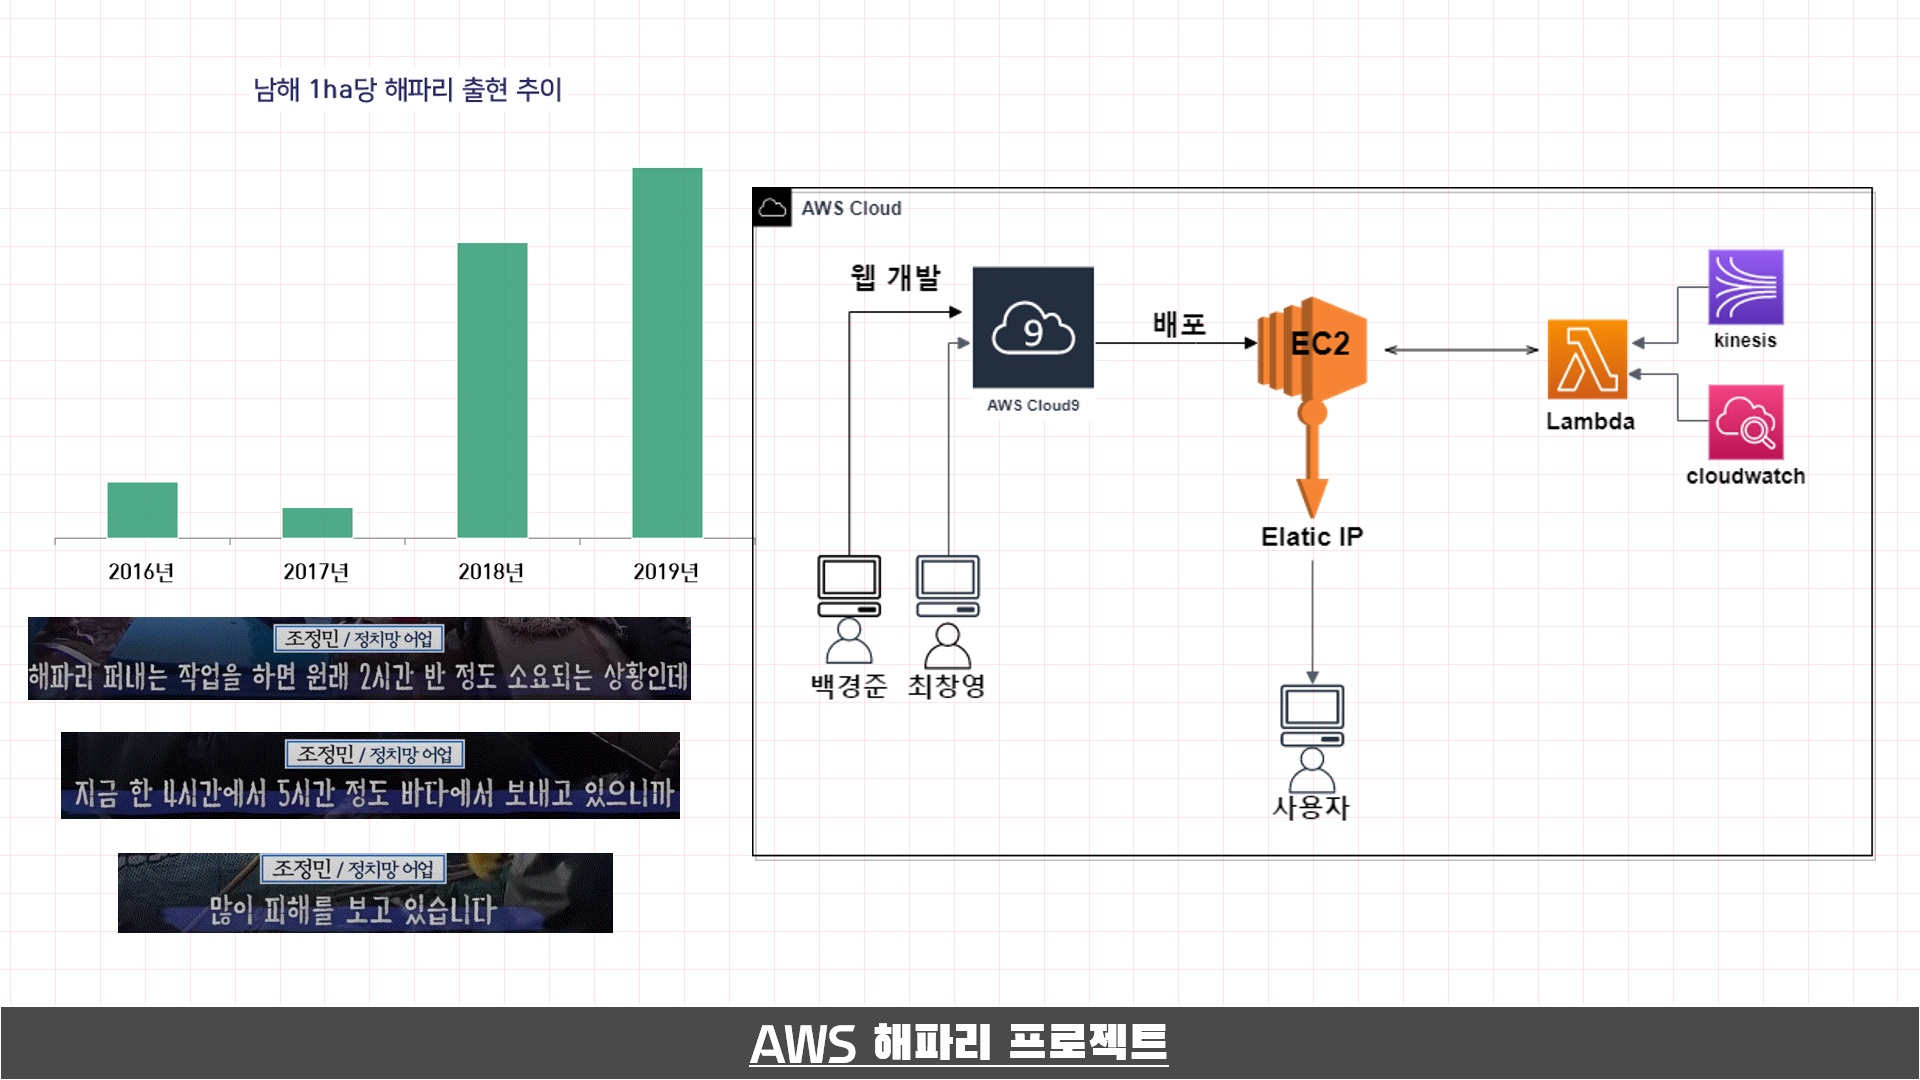 남해 1ha당 해파리 출현 추이
2016년
2017년
2018년
2019년
조정민 / 정치망 어업
해파리 퍼내는 작업을 하면 원래 2시간 반 정도 소요되는 상황인데
조정민 / 정치망 어업
지금 한 4시간에서 5시간 정도 바다에서 보내고 있으니까
조정민 / 정치망 어업
많이 피해를 보고 있습니다
AWS Cloud
웹 개발
9
AWS Cloud9
배포
EC2
Elatic IP
Lambda
kinesis
cloudwatch
백경준
최창영
사용자
AWS 해파리 프로젝트